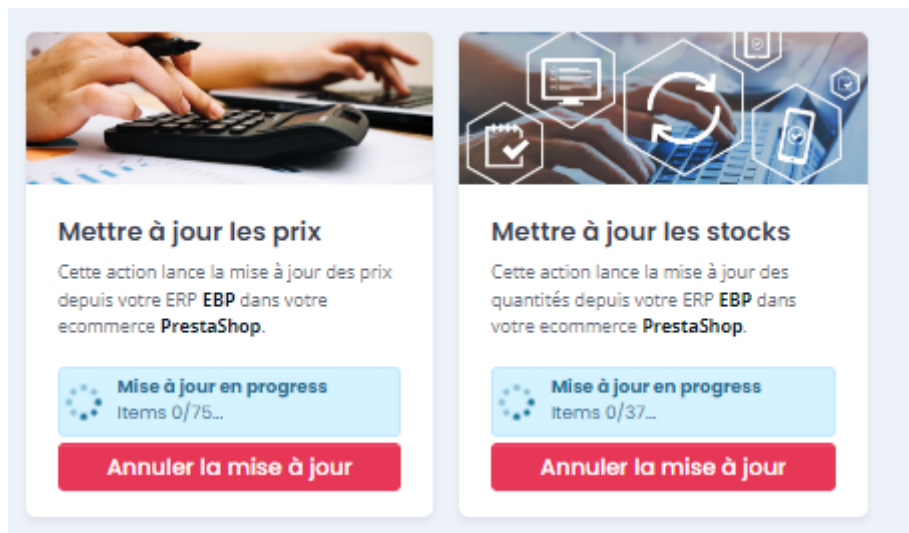 Mettre à jour les prix
Cette action lance la mise à jour des prix
depuis votre ERP EBP dans votre
ecommerce PrestaShop.
Mise à jour en progress
Items 0/75...
Annuler la mise à jour
Mettre à jour les stocks
Cette action lance la mise à jour des
quantités depuis votre ERP EBP dans
votre ecommerce PrestaShop.
Mise à jour en progress
Items 0/37...
Annuler la mise à jour